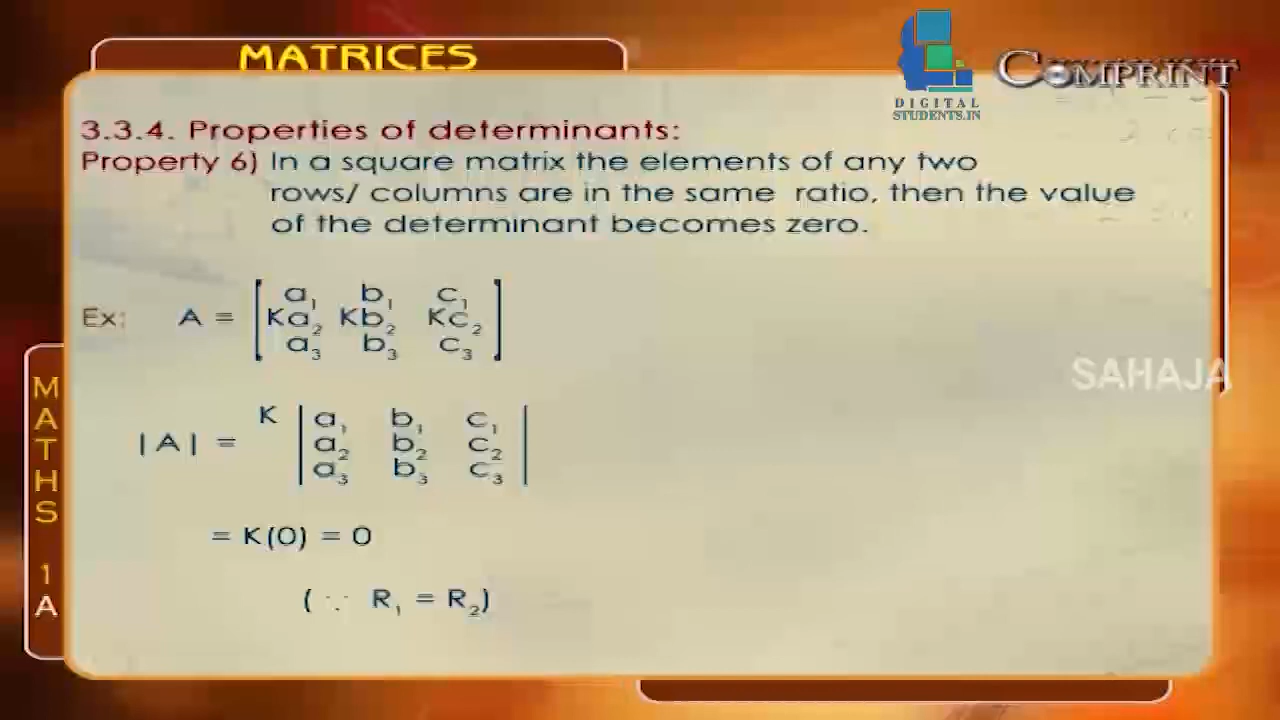 MATRICES
DIGITAL
STUDENTS.IN
COMPRINT
3.3.4. Properties of determinants:
Property 6) In a square matrix the elements of any two
rows/ columns are in the same ratio, then the value
of the determinant becomes zero.
Ex: A = [ a₁ b₁ c₁
Ka₂ Kb₂ Kc₂
a₃ b₃ c₃ ]
SAHAJA
|A| = K | a₁ b₁ c₁
a₂ b₂ c₂
a₃ b₃ c₃ |
= K(0) = 0
( ∵ R₁ = R₂)
MATHS 1A